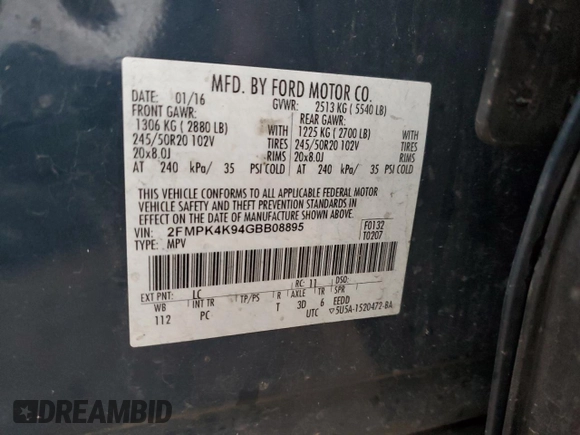 MFD. BY FORD MOTOR CO.
DATE: 01/16 GVWR: 2513 KG ( 5540 LB)
FRONT GAWR: REAR GAWR:
1306 KG ( 2880 LB) WITH 1225 KG ( 2700 LB) WITH
245/50R20 102V TIRES 245/50R20 102V TIRES
20x8.0J RIMS 20x8.0J RIMS
AT 240 kPa/ 35 PSI COLD AT 240 kPa/ 35 PSI COLD
THIS VEHICLE CONFORMS TO ALL APPLICABLE FEDERAL MOTOR
VEHICLE SAFETY AND THEFT PREVENTION STANDARDS IN
EFFECT ON THE DATE OF MANUFACTURE SHOWN ABOVE.
VIN: 2FMPK4K94GBB08895 F0132
TYPE: MPV T0207
EXT PNT: LC RC: 11 DSO:
WB INT TR TP/PS R AXLE TR SPR
112 PC T 3D 6 EEDD
UTC ▽5U5A-1520472-BA
DREAMBID